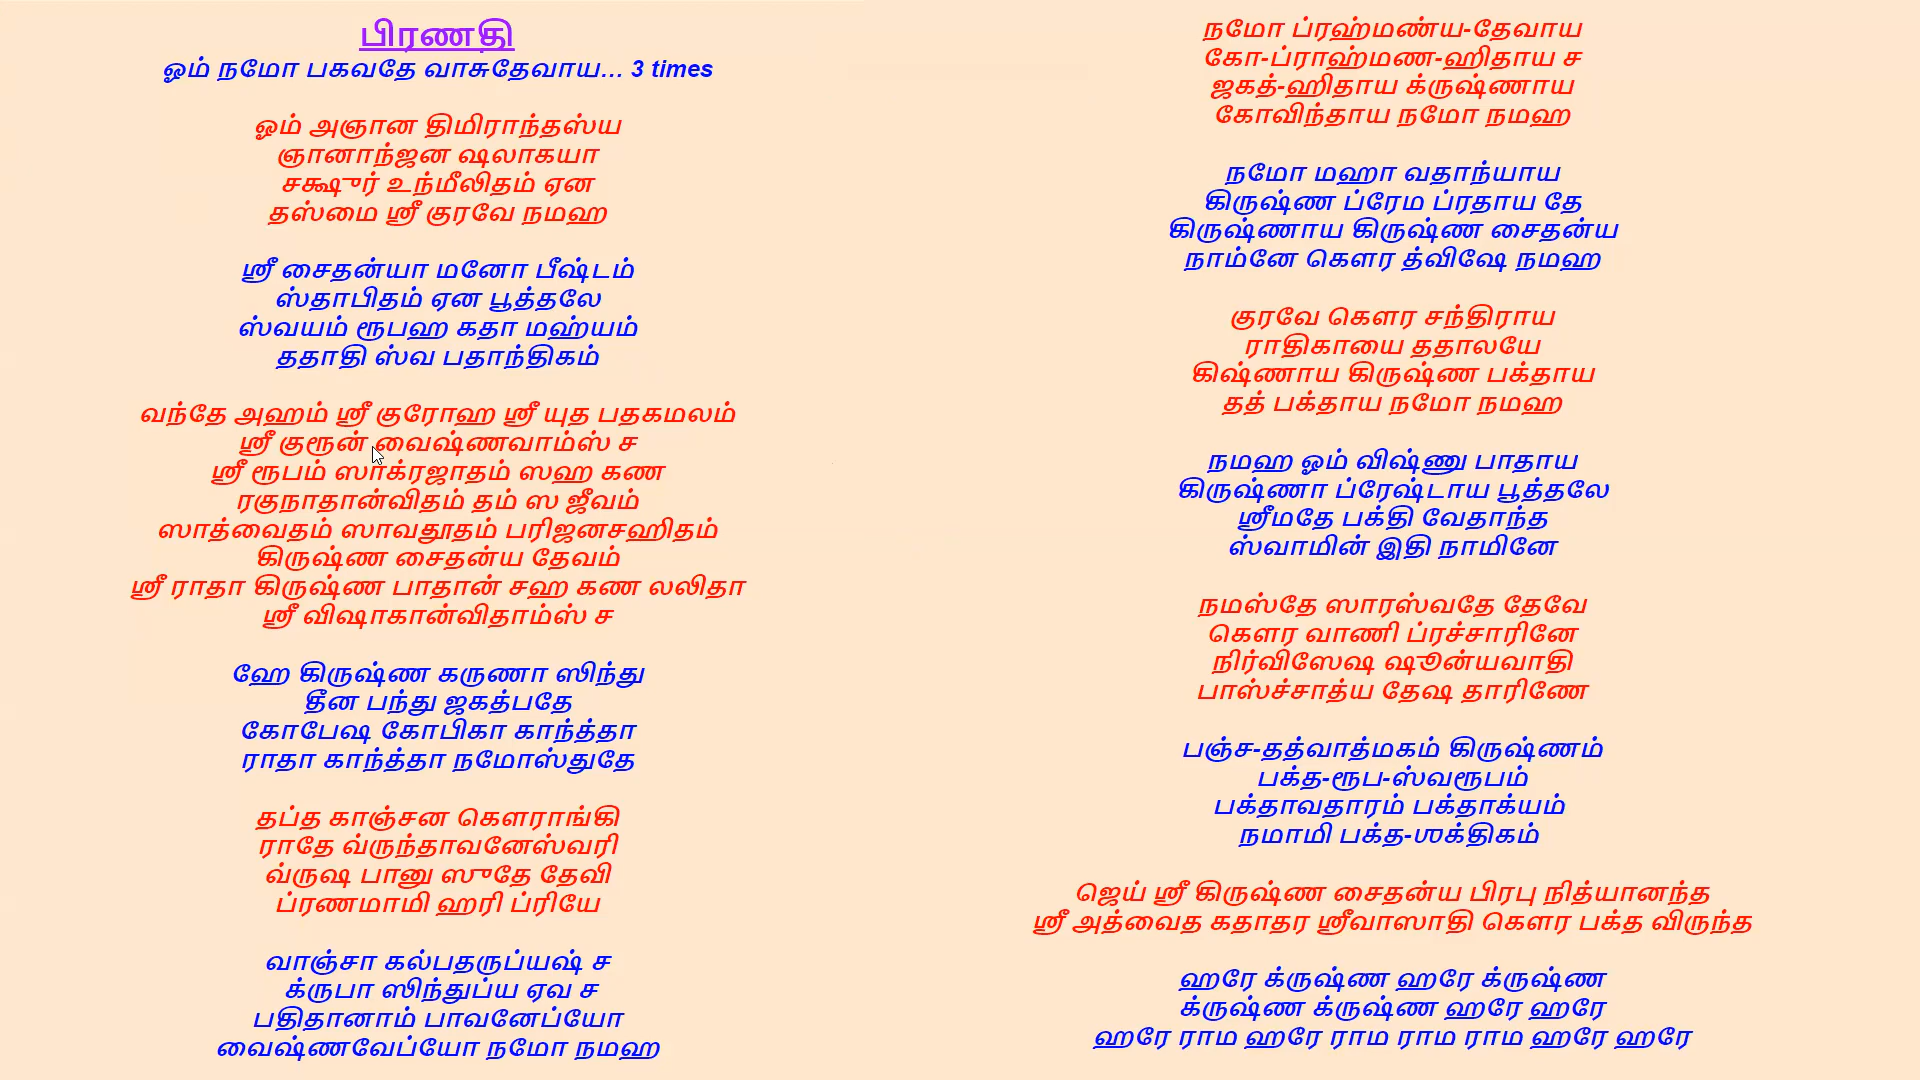 பிரணதி
ஓம் நமோ பகவதே வாசுதேவாய... 3 times
ஓம் அஞான திமிராந்தஸ்ய
ஞானாந்ஜன ஷலாகயா
சக்ஷுர் உந்மீலிதம் ஏன
தஸ்மை ஸ்ரீ குரவே நமஹ
ஸ்ரீ சைதன்யா மனோ பீஷ்டம்
ஸ்தாபிதம் ஏன பூத்தலே
ஸ்வயம் ரூபஹ கதா மஹ்யம்
ததாதி ஸ்வ பதாந்திகம்
வந்தே அஹம் ஸ்ரீ குரோஹ ஸ்ரீ யுத பதகமலம்
ஸ்ரீ குரூன் வைஷ்ணவாம்ஸ் ச
ஸ்ரீ ரூபம் ஸாக்ரஜாதம் ஸஹ கண
ரகுநாதான்விதம் தம் ஸ ஜீவம்
ஸாத்வைதம் ஸாவதூதம் பரிஜனசஹிதம்
கிருஷ்ண சைதன்ய தேவம்
ஸ்ரீ ராதா கிருஷ்ண பாதான் சஹ கண லலிதா
ஸ்ரீ விஷாகான்விதாம்ஸ் ச
ஹே கிருஷ்ண கருணா ஸிந்து
தீன பந்து ஜகத்பதே
கோபேஷ கோபிகா காந்த்தா
ராதா காந்த்தா நமோஸ்துதே
தப்த காஞ்சன கௌராங்கி
ராதே வ்ருந்தாவனேஸ்வரி
வ்ருஷ பானு ஸுதே தேவி
ப்ரணமாமி ஹரி ப்ரியே
வாஞ்சா கல்பதருப்யஷ் ச
க்ருபா ஸிந்துப்ய ஏவ ச
பதிதானாம் பாவனேப்யோ
வைஷ்ணவேப்யோ நமோ நமஹ
நமோ ப்ரஹ்மண்ய-தேவாய
கோ-ப்ராஹ்மண-ஹிதாய ச
ஜகத்-ஹிதாய க்ருஷ்ணாய
கோவிந்தாய நமோ நமஹ
நமோ மஹா வதாந்யாய
கிருஷ்ண ப்ரேம ப்ரதாய தே
கிருஷ்ணாய கிருஷ்ண சைதன்ய
நாம்னே கௌர த்விஷே நமஹ
குரவே கௌர சந்திராய
ராதிகாயை ததாலயே
கிஷ்ணாய கிருஷ்ண பக்தாய
தத் பக்தாய நமோ நமஹ
நமஹ ஓம் விஷ்ணு பாதாய
கிருஷ்ணா ப்ரேஷ்டாய பூத்தலே
ஸ்ரீமதே பக்தி வேதாந்த
ஸ்வாமின் இதி நாமினே
நமஸ்தே ஸாரஸ்வதே தேவே
கௌர வாணி ப்ரச்சாரினே
நிர்விஸேஷ ஷூன்யவாதி
பாஸ்ச்சாத்ய தேஷ தாரிணே
பஞ்ச-தத்வாத்மகம் கிருஷ்ணம்
பக்த-ரூப-ஸ்வரூபம்
பக்தாவதாரம் பக்தாக்யம்
நமாமி பக்த-ஶக்திகம்
ஜெய் ஸ்ரீ கிருஷ்ண சைதன்ய பிரபு நித்யானந்த
ஸ்ரீ அத்வைத கதாதர ஸ்ரீவாஸாதி கௌர பக்த விருந்த
ஹரே க்ருஷ்ண ஹரே க்ருஷ்ண
க்ருஷ்ண க்ருஷ்ண ஹரே ஹரே
ஹரே ராம ஹரே ராம ராம ராம ஹரே ஹரே